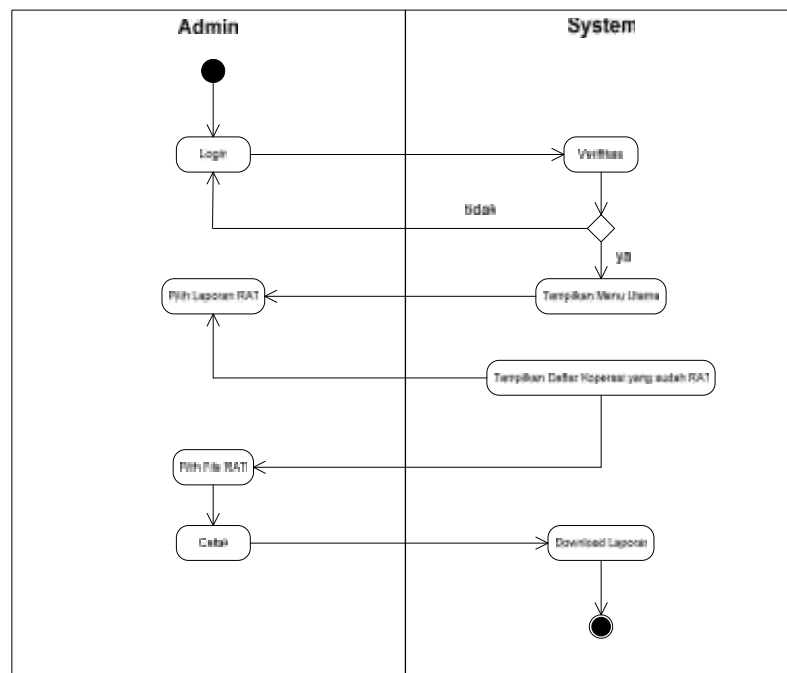 Admin
System
Login
Verifikasi
tidak
ya
Pilih Laporan RAT
Tampilkan Menu Utama
Tampilkan Daftar Koperasi yang sudah RAT
Pilih File RAT
Cetak
Download Laporan